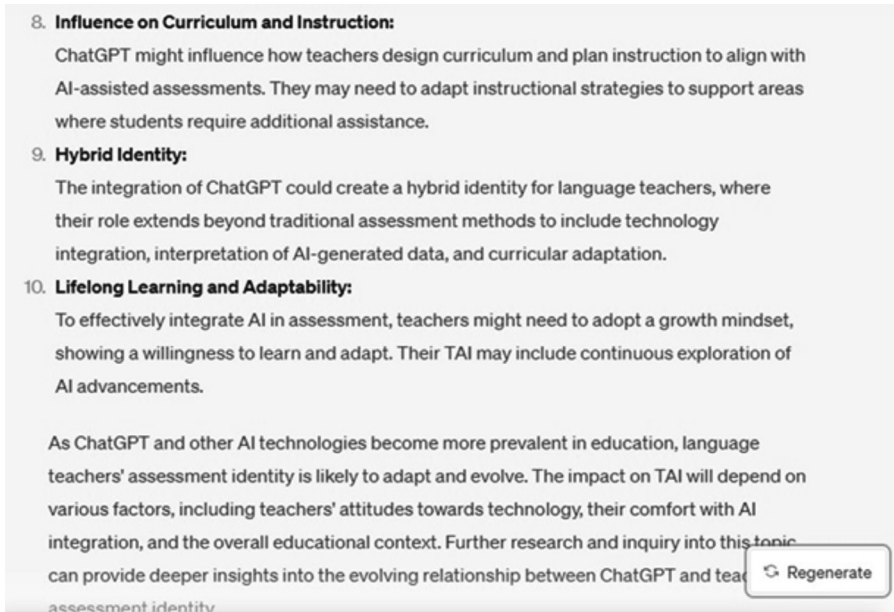 8. Influence on Curriculum and Instruction:
ChatGPT might influence how teachers design curriculum and plan instruction to align with
AI-assisted assessments. They may need to adapt instructional strategies to support areas
where students require additional assistance.
9. Hybrid Identity:
The integration of ChatGPT could create a hybrid identity for language teachers, where
their role extends beyond traditional assessment methods to include technology
integration, interpretation of AI-generated data, and curricular adaptation.
10. Lifelong Learning and Adaptability:
To effectively integrate AI in assessment, teachers might need to adopt a growth mindset,
showing a willingness to learn and adapt. Their TAI may include continuous exploration of
AI advancements.
As ChatGPT and other AI technologies become more prevalent in education, language
teachers' assessment identity is likely to adapt and evolve. The impact on TAI will depend on
various factors, including teachers' attitudes towards technology, their comfort with AI
integration, and the overall educational context. Further research and inquiry into this topic
can provide deeper insights into the evolving relationship between ChatGPT and
assessment identity
Regenerate